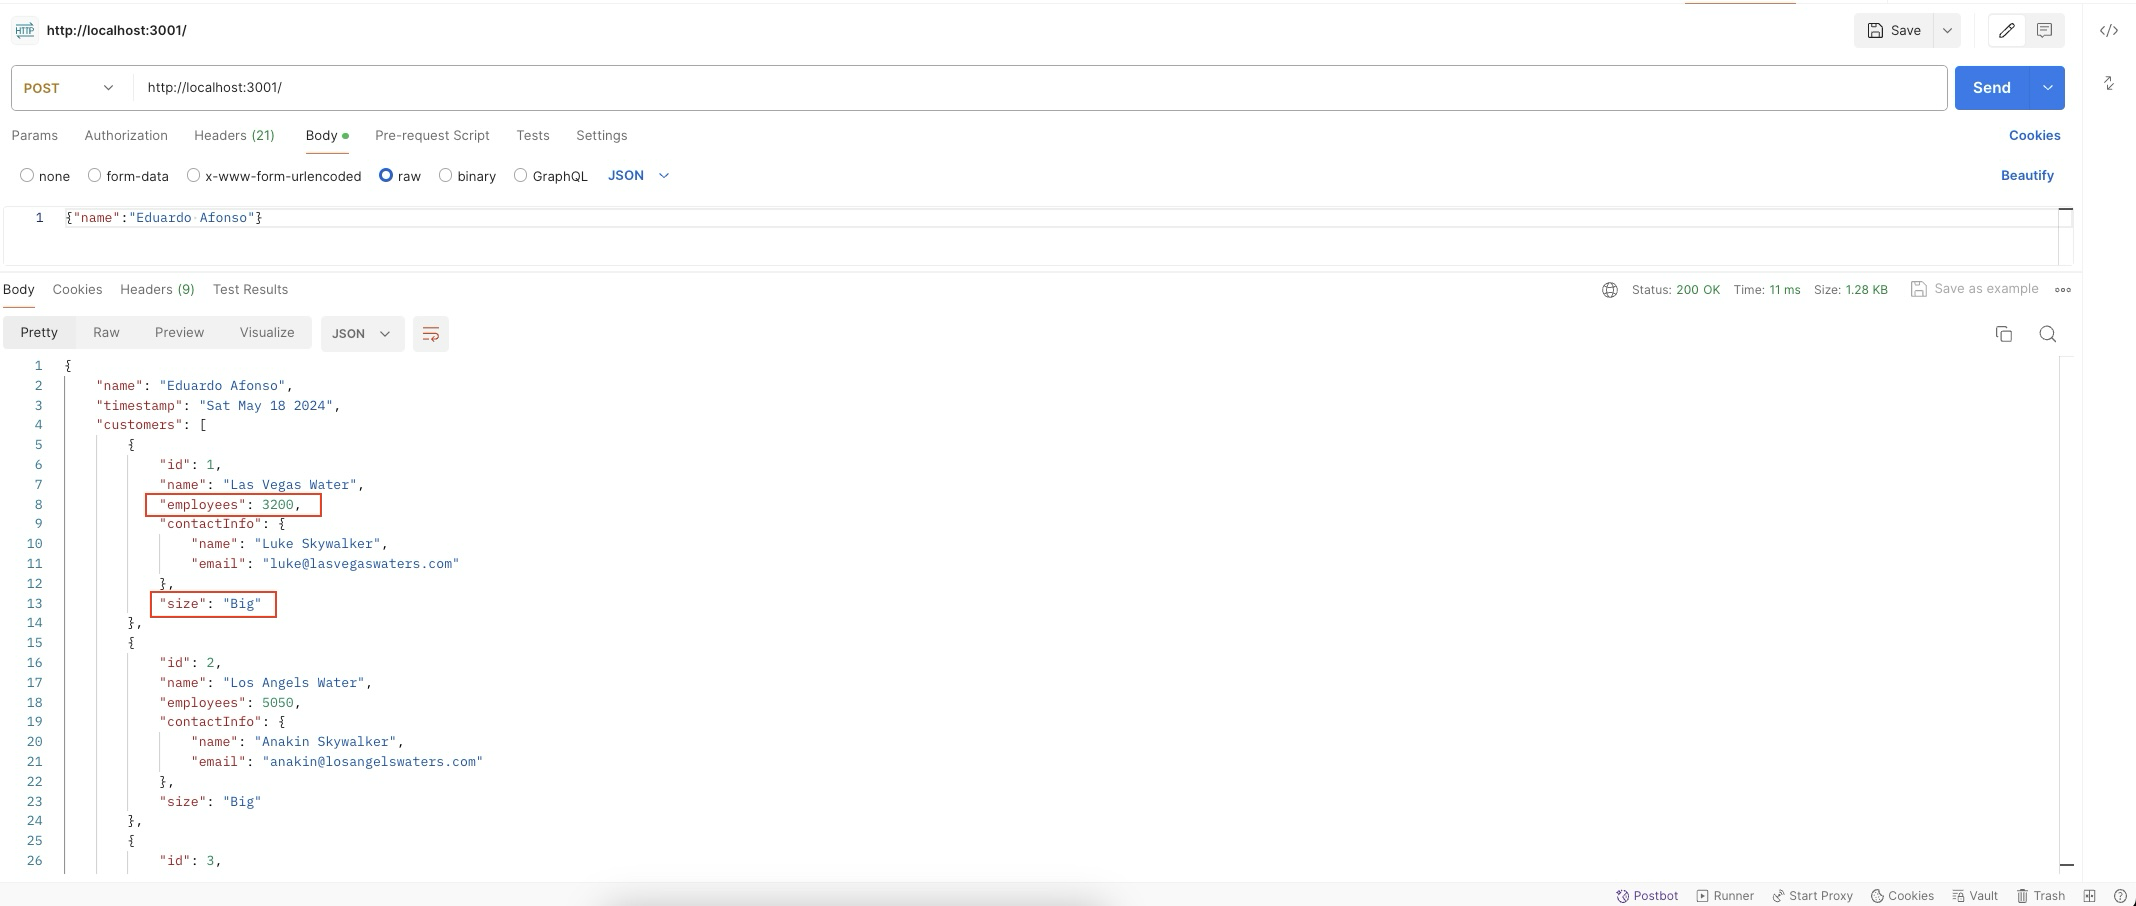 HTTP http://localhost:3001/ Save
POST http://localhost:3001/ Send
Params Authorization Headers (21) Body Pre-request Script Tests Settings Cookies
none form-data x-www-form-urlencoded raw binary GraphQL JSON Beautify
1 {"name":"Eduardo Afonso"}
Body Cookies Headers (9) Test Results Status: 200 OK Time: 11 ms Size: 1.28 KB Save as example
Pretty Raw Preview Visualize JSON
1 {
2 "name": "Eduardo Afonso",
3 "timestamp": "Sat May 18 2024",
4 "customers": [
5 {
6 "id": 1,
7 "name": "Las Vegas Water",
8 "employees": 3200,
9 "contactInfo": {
10 "name": "Luke Skywalker",
11 "email": "luke@lasvegaswaters.com"
12 },
13 "size": "Big"
14 },
15 {
16 "id": 2,
17 "name": "Los Angels Water",
18 "employees": 5050,
19 "contactInfo": {
20 "name": "Anakin Skywalker",
21 "email": "anakin@losangelswaters.com"
22 },
23 "size": "Big"
24 },
25 {
26 "id": 3,
Postbot Runner Start Proxy Cookies Vault Trash